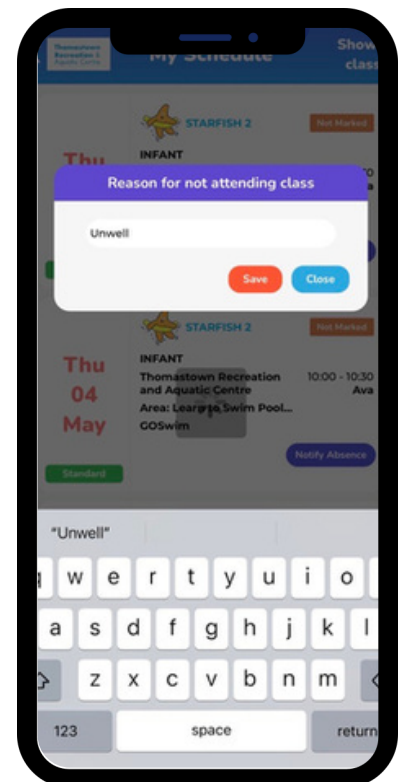 Thomastown
Recreation &
Aquatic Centre
My Schedule
Show
class
STARFISH 2
Not Marked
Thu
INFANT
Reason for not attending class
Unwell
Save
Close
STARFISH 2
Not Marked
Thu
04
May
INFANT
Thomastown Recreation
and Aquatic Centre
Area: Learn to Swim Pool...
GOSwim
10:00 - 10:30
Ava
Notify Absence
Standard
"Unwell"
w e r t y u i o
a s d f g h j k l
z x c v b n m
123
space
return